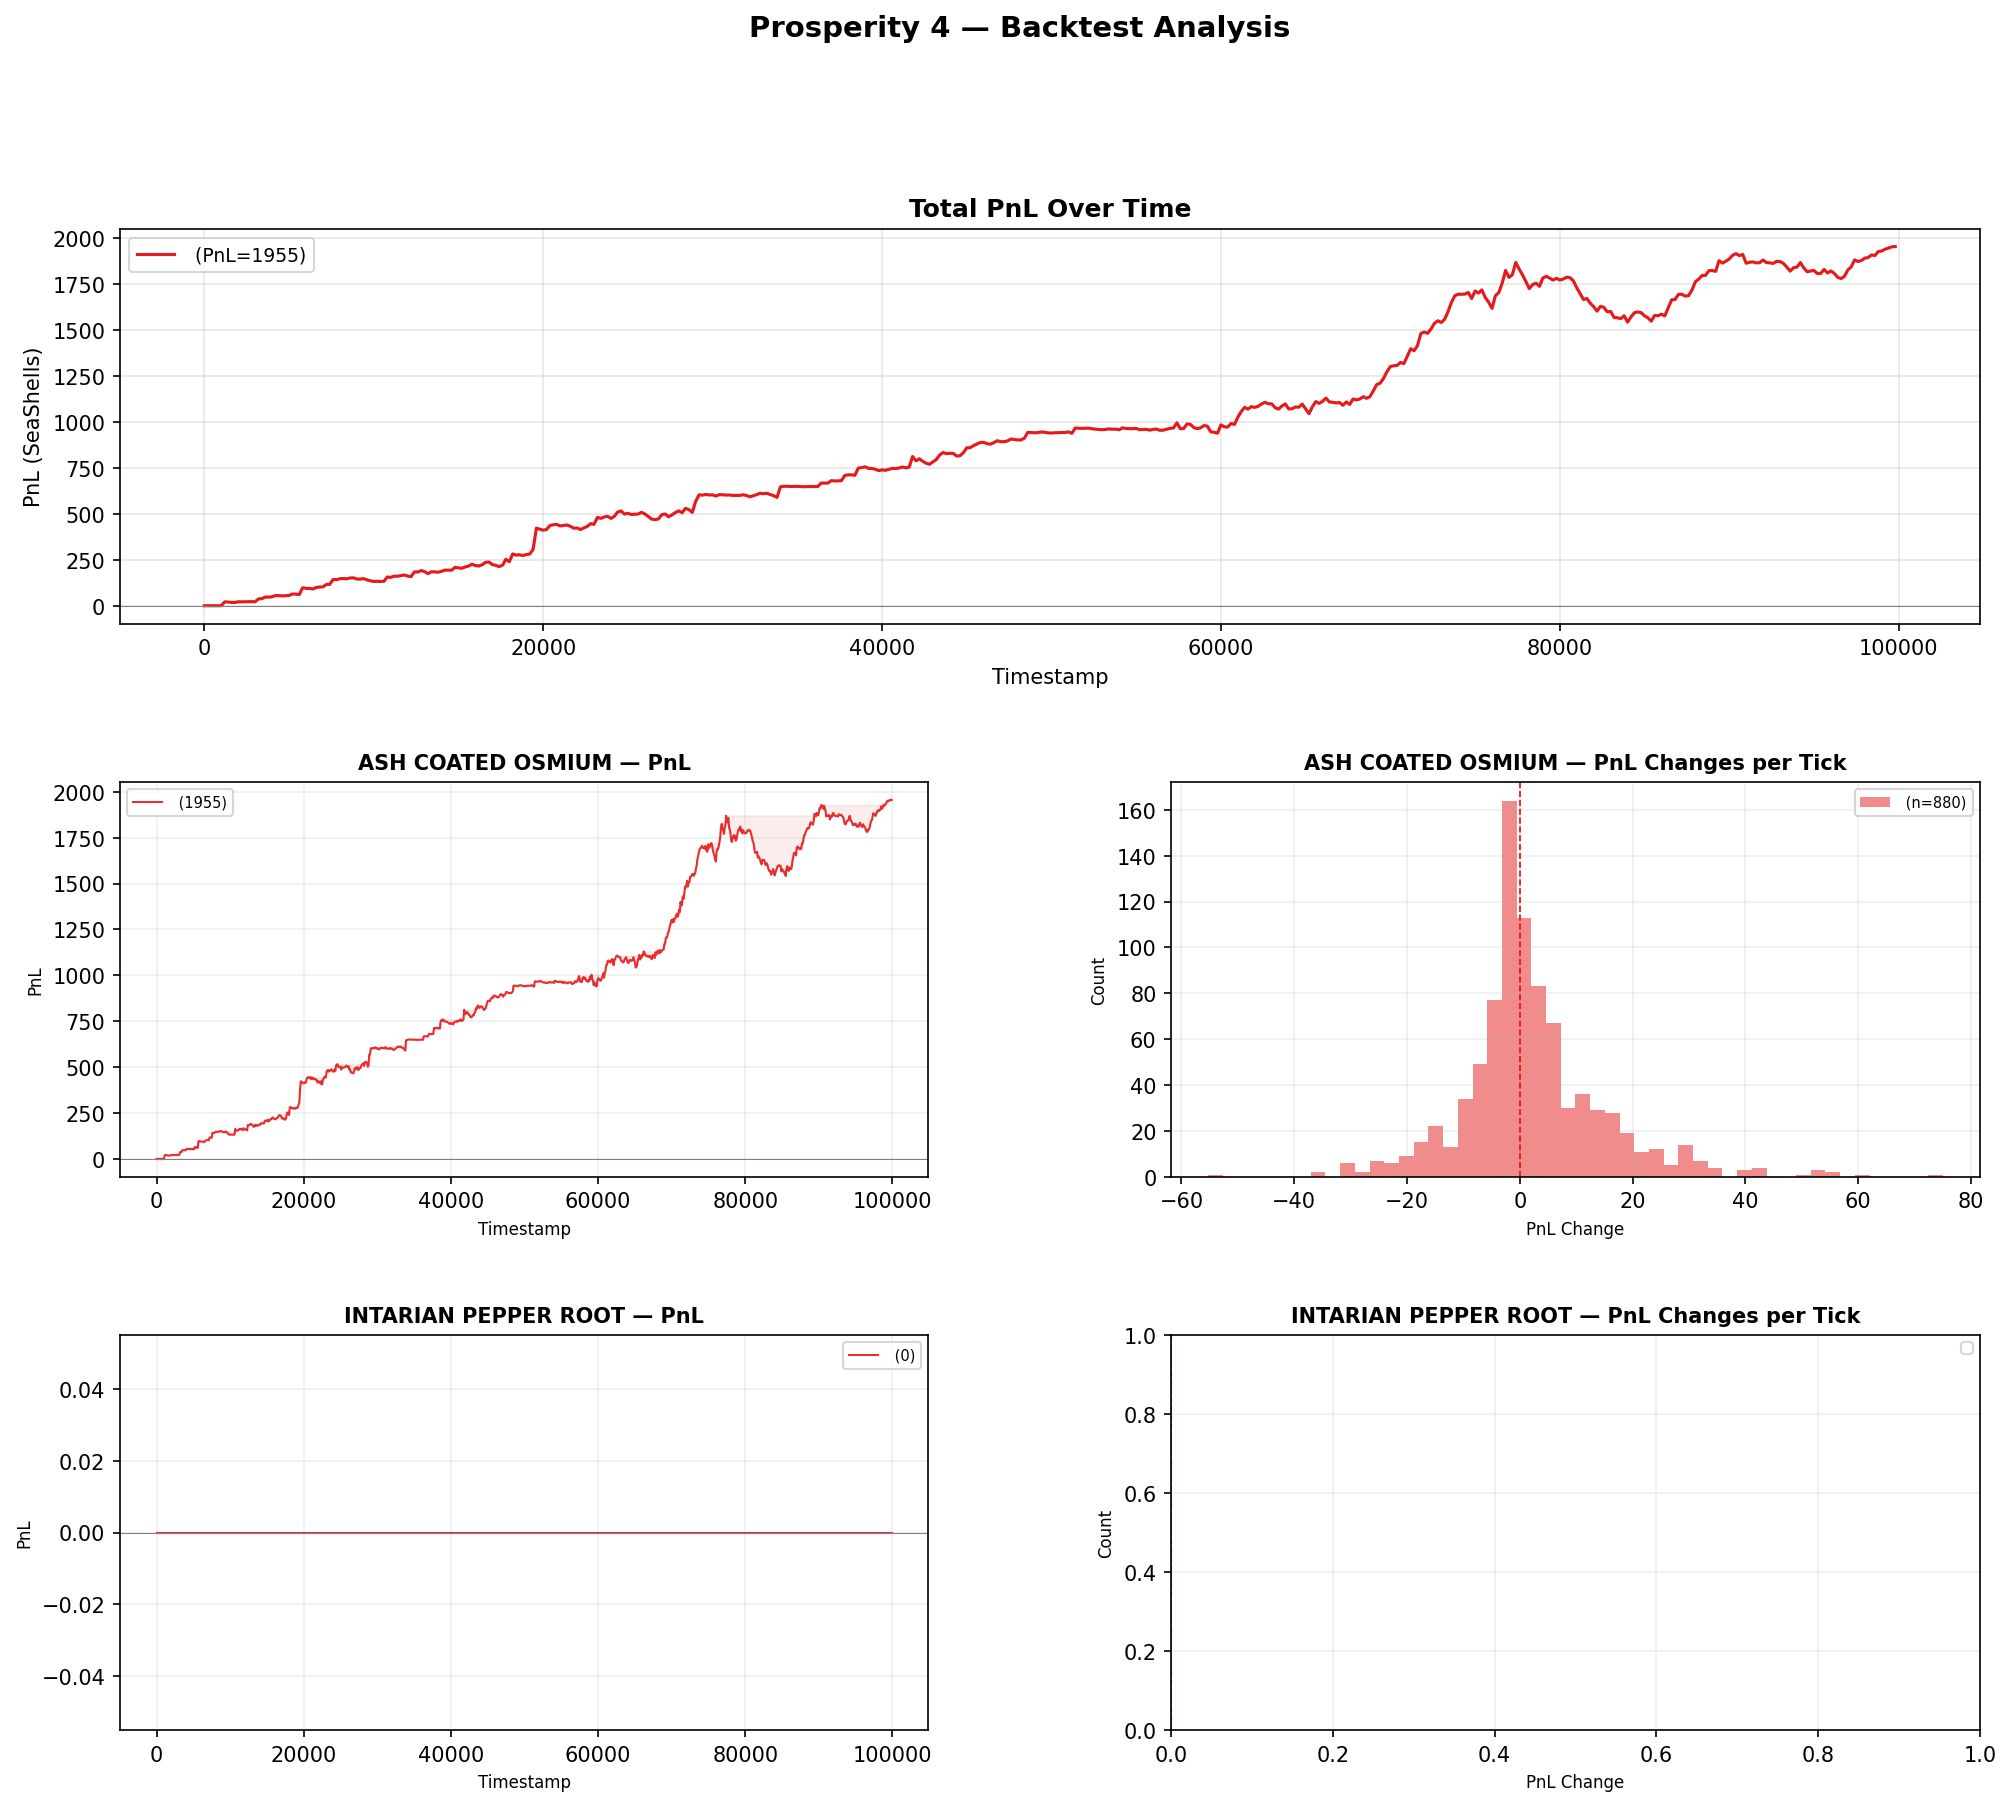 Prosperity 4 — Backtest Analysis
Total PnL Over Time
(PnL=1955)
PnL (SeaShells)
2000
1750
1500
1250
1000
750
500
250
0
0 20000 40000 60000 80000 100000
Timestamp
ASH COATED OSMIUM — PnL
(1955)
PnL
2000
1750
1500
1250
1000
750
500
250
0
0 20000 40000 60000 80000 100000
Timestamp
ASH COATED OSMIUM — PnL Changes per Tick
(n=880)
Count
160
140
120
100
80
60
40
20
0
−60 −40 −20 0 20 40 60 80
PnL Change
INTARIAN PEPPER ROOT — PnL
(0)
PnL
0.04
0.02
0.00
−0.02
−0.04
0 20000 40000 60000 80000 100000
Timestamp
INTARIAN PEPPER ROOT — PnL Changes per Tick
Count
1.0
0.8
0.6
0.4
0.2
0.0
0.0 0.2 0.4 0.6 0.8 1.0
PnL Change